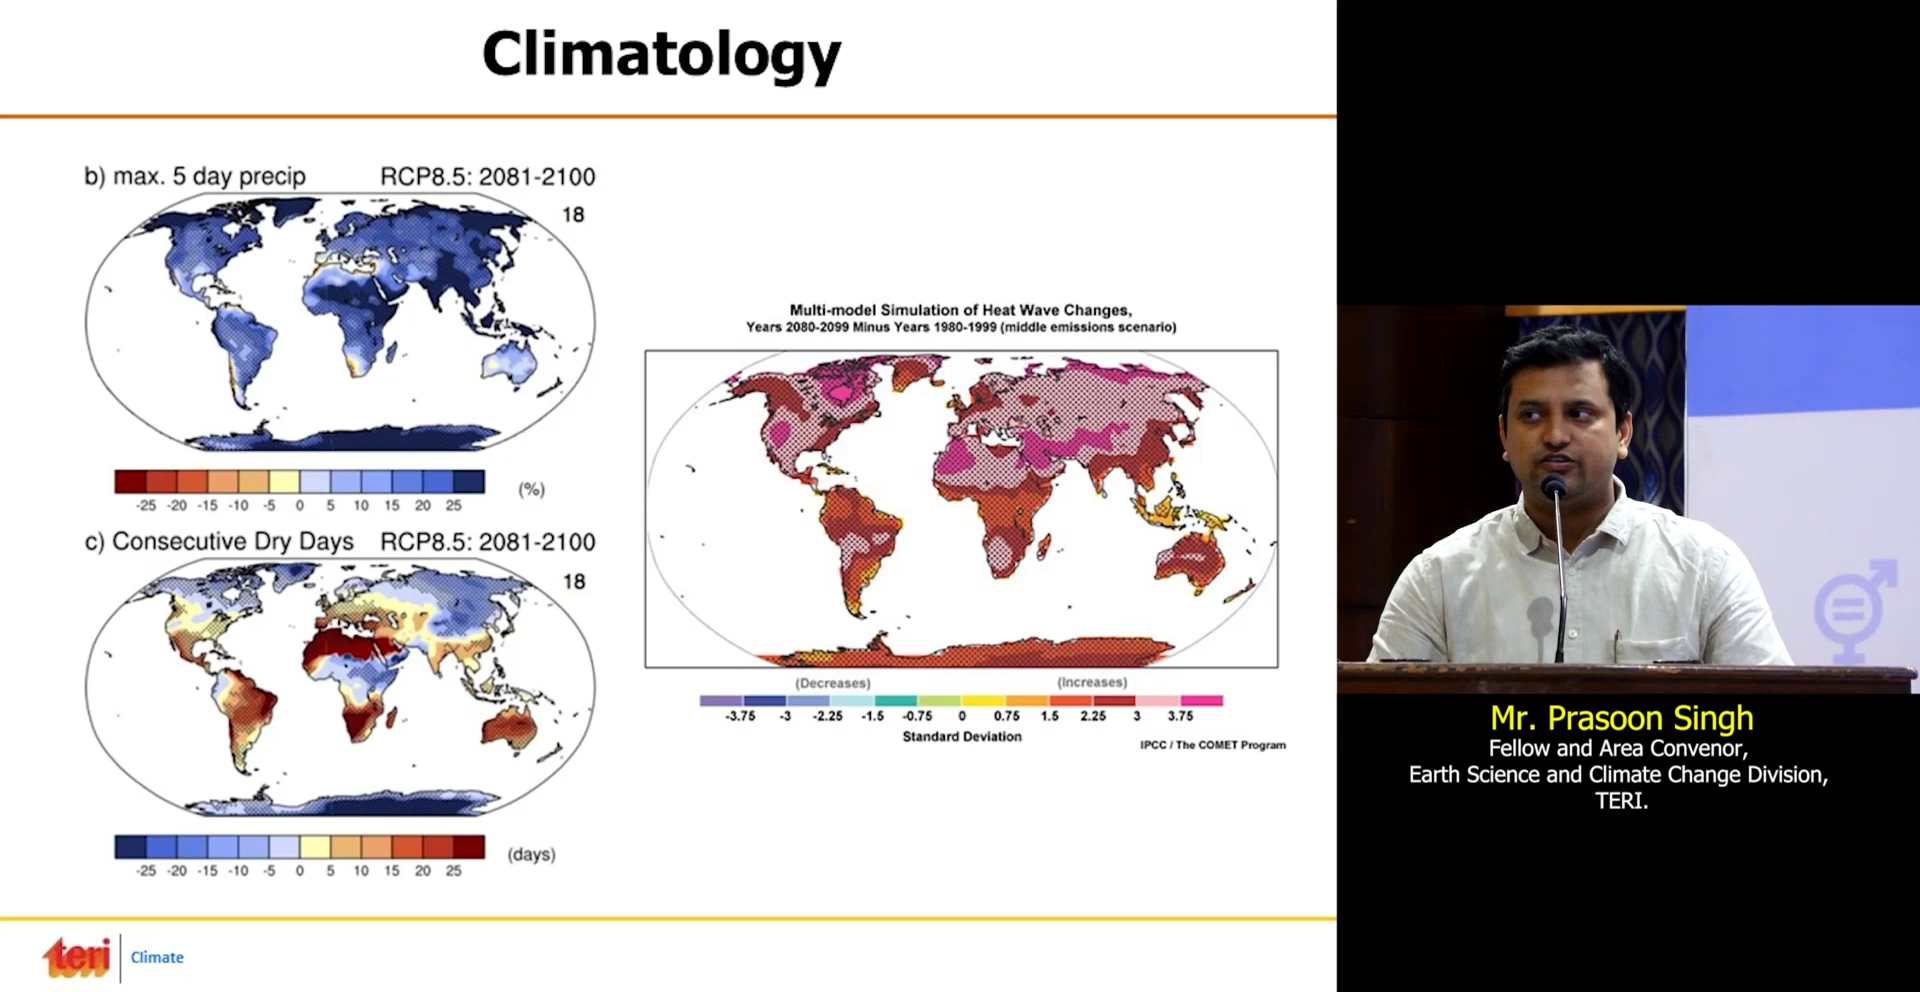 Climatology
b) max. 5 day precip RCP8.5: 2081-2100
18
-25 -20 -15 -10 -5 0 5 10 15 20 25 (%)
c) Consecutive Dry Days RCP8.5: 2081-2100
18
-25 -20 -15 -10 -5 0 5 10 15 20 25 (days)
Multi-model Simulation of Heat Wave Changes,
Years 2080-2099 Minus Years 1980-1999 (middle emissions scenario)
(Decreases) (Increases)
-3.75 -3 -2.25 -1.5 -0.75 0 0.75 1.5 2.25 3 3.75
Standard Deviation
IPCC / The COMET Program
teri Climate
Mr. Prasoon Singh
Fellow and Area Convenor,
Earth Science and Climate Change Division,
TERI.